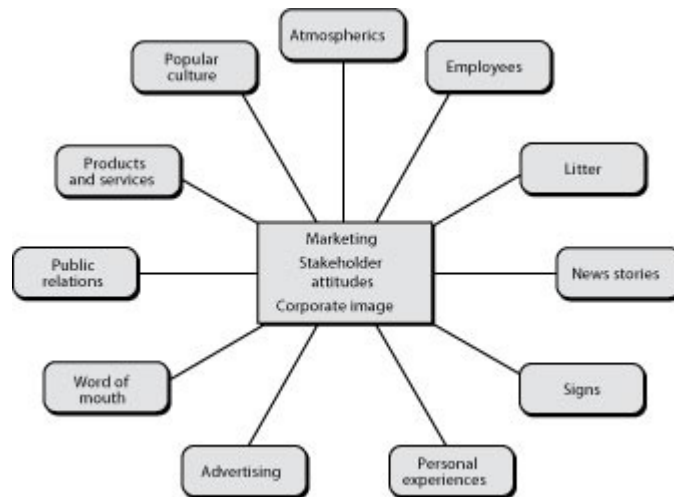 Atmospherics
Popular
culture
Employees
Products
and services
Litter
Marketing
Stakeholder
attitudes
Corporate image
Public
relations
News stories
Word of
mouth
Signs
Advertising
Personal
experiences